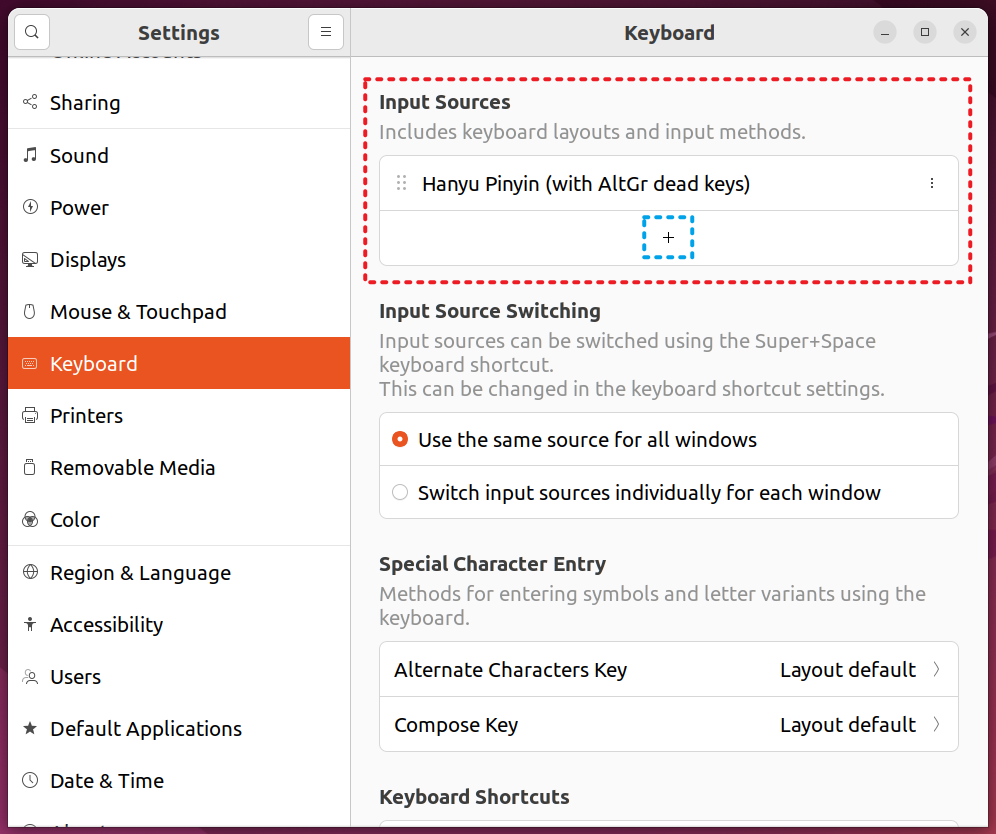 Settings
Keyboard
Sharing
Sound
Power
Displays
Mouse & Touchpad
Keyboard
Printers
Removable Media
Color
Region & Language
Accessibility
Users
Default Applications
Date & Time
Input Sources
Includes keyboard layouts and input methods.
Hanyu Pinyin (with AltGr dead keys)
+
Input Source Switching
Input sources can be switched using the Super+Space
keyboard shortcut.
This can be changed in the keyboard shortcut settings.
Use the same source for all windows
Switch input sources individually for each window
Special Character Entry
Methods for entering symbols and letter variants using the
keyboard.
Alternate Characters Key Layout default
Compose Key Layout default
Keyboard Shortcuts